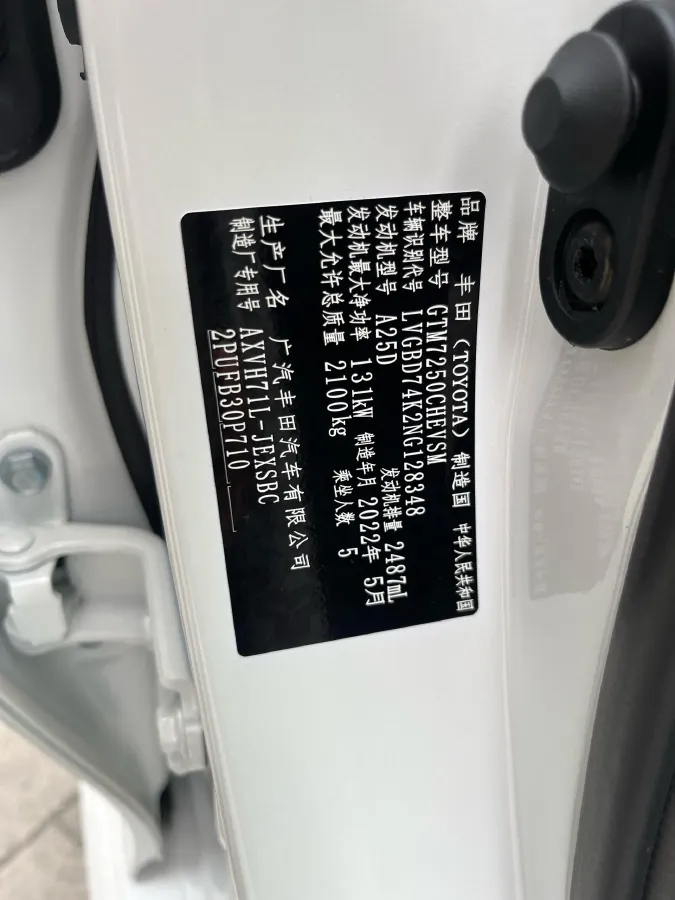 品牌 丰田（TOYOTA） 制造国 中华人民共和国
整车型号 GTM7250CHEVSM
车辆识别代号 LVGBD74K2NG128348
发动机型号 A25D 发动机排量 2487mL
发动机最大净功率 131kW 制造年月 2022年 5月
最大允许总质量 2100kg 乘坐人数 5
生产厂名 广汽丰田汽车有限公司
制造厂专用号 AXVH71L-JEXSBC
2PUFB30P710